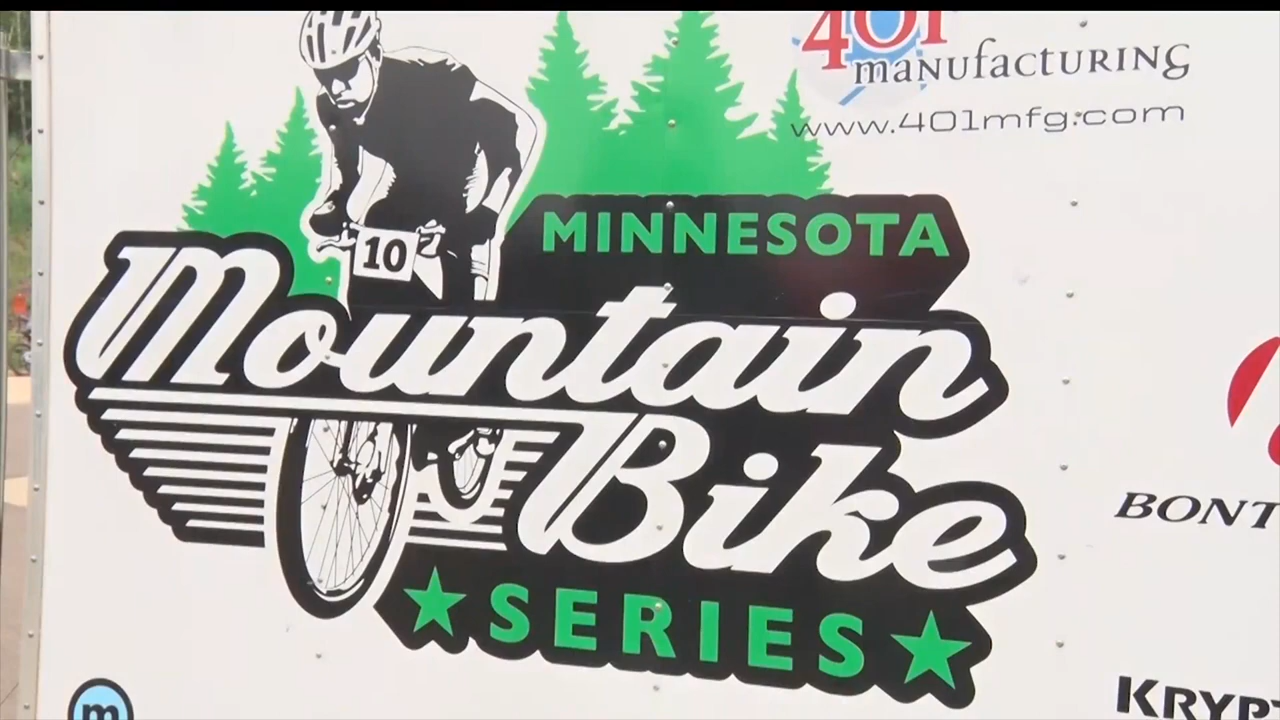 401
manufacturing
www.401mfg.com
MINNESOTA
10
Mountain
Bike
SERIES
BONT
KRYPT
m